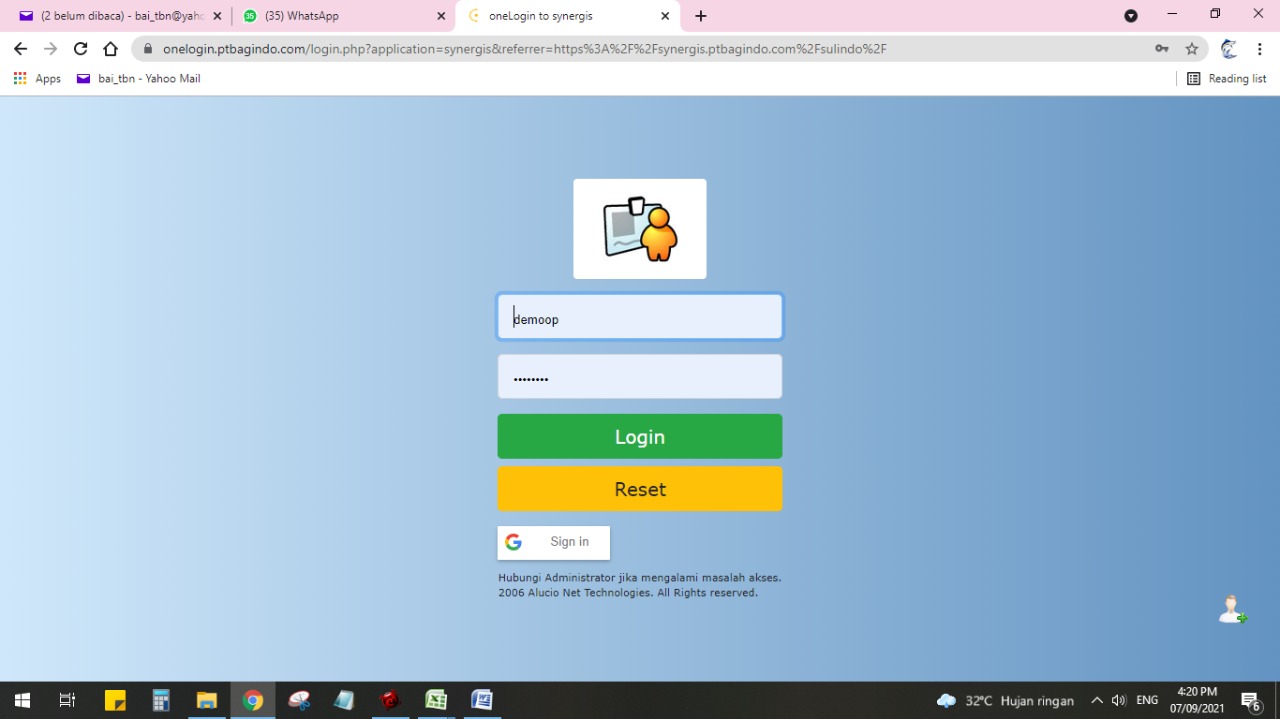 (2 belum dibaca) - bai_tbn@yaho
(35) WhatsApp
oneLogin to synergis
onelogin.ptbagindo.com/login.php?application=synergis&referrer=https%3A%2F%2Fsynergis.ptbagindo.com%2Fsulindo%2F
Apps
bai_tbn - Yahoo Mail
Reading list
demoop
••••••••
Login
Reset
Sign in
Hubungi Administrator jika mengalami masalah akses.
2006 Alucio Net Technologies. All Rights reserved.
32°C Hujan ringan
ENG
4:20 PM
07/09/2021
6